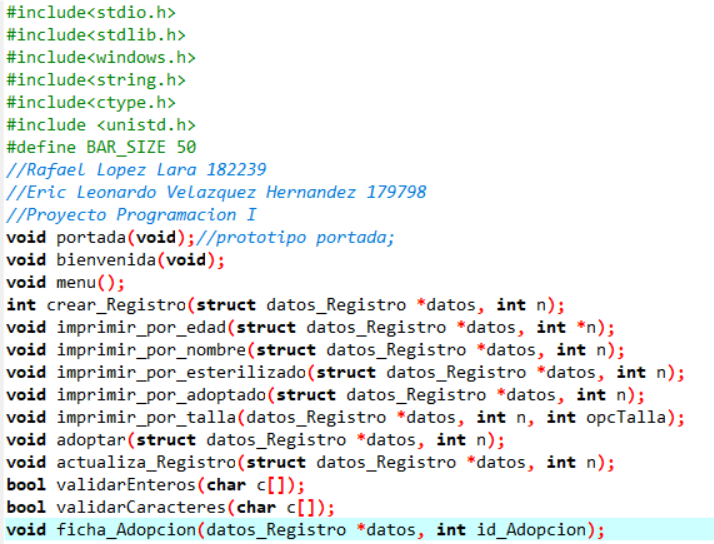 #include<stdio.h>
#include<stdlib.h>
#include<windows.h>
#include<string.h>
#include<ctype.h>
#include <unistd.h>
#define BAR_SIZE 50
//Rafael Lopez Lara 182239
//Eric Leonardo Velazquez Hernandez 179798
//Proyecto Programacion I
void portada(void);//prototipo portada;
void bienvenida(void);
void menu();
int crear_Registro(struct datos_Registro *datos, int n);
void imprimir_por_edad(struct datos_Registro *datos, int *n);
void imprimir_por_nombre(struct datos_Registro *datos, int n);
void imprimir_por_esterilizado(struct datos_Registro *datos, int n);
void imprimir_por_adoptado(struct datos_Registro *datos, int n);
void imprimir_por_talla(datos_Registro *datos, int n, int opcTalla);
void adoptar(struct datos_Registro *datos, int n);
void actualiza_Registro(struct datos_Registro *datos, int n);
bool validarEnteros(char c[]);
bool validarCaracteres(char c[]);
void ficha_Adopcion(datos_Registro *datos, int id_Adopcion);